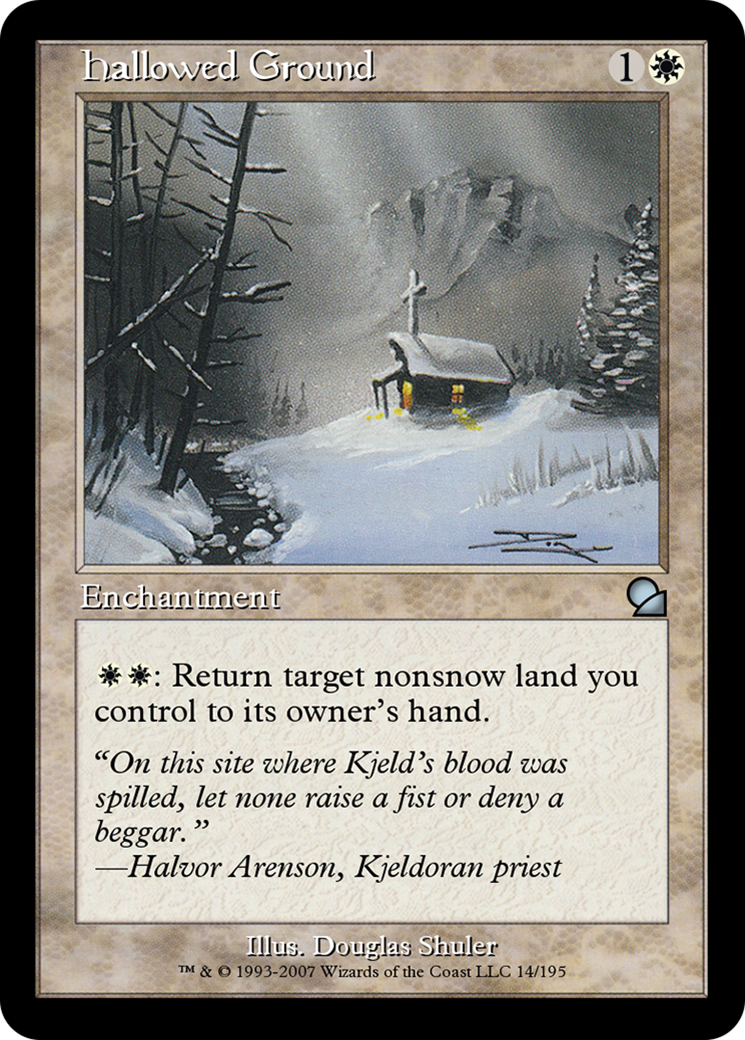 Hallowed Ground 1
Enchantment
: Return target nonsnow land you
control to its owner's hand.
“On this site where Kjeld's blood was
spilled, let none raise a fist or deny a
beggar.”
—Halvor Arenson, Kjeldoran priest
Illus. Douglas Shuler
™ & © 1993-2007 Wizards of the Coast LLC 14/195